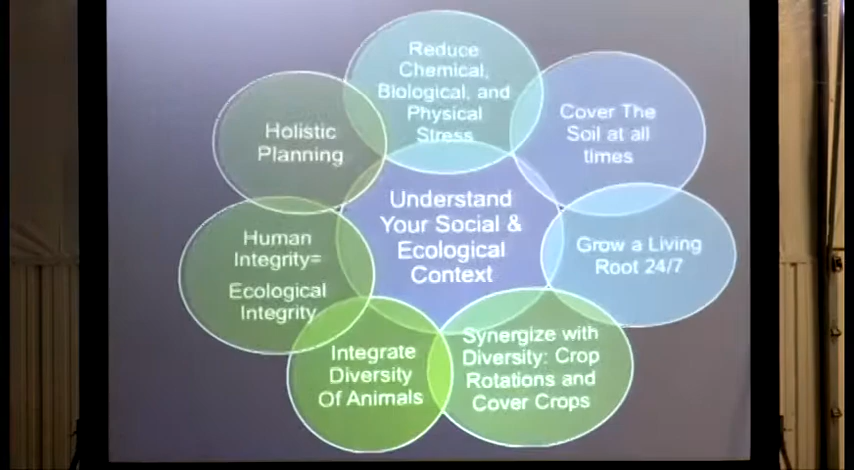 Reduce
Chemical,
Biological, and
Physical
Stress
Cover The
Soil at all
times
Grow a Living
Root 24/7
Synergize with
Diversity: Crop
Rotations and
Cover Crops
Integrate
Diversity
Of Animals
Human
Integrity=
Ecological
Integrity
Holistic
Planning
Understand
Your Social &
Ecological
Context